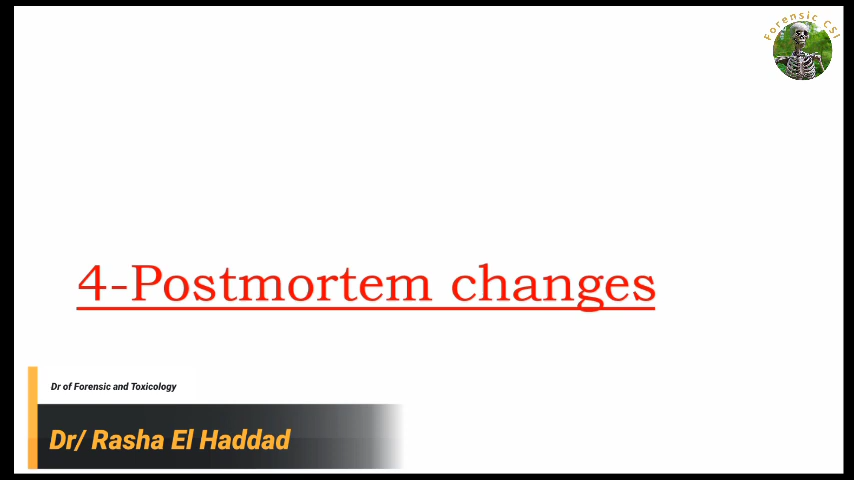 Forensic CSI
4-Postmortem changes
Dr of Forensic and Toxicology
Dr/ Rasha El Haddad